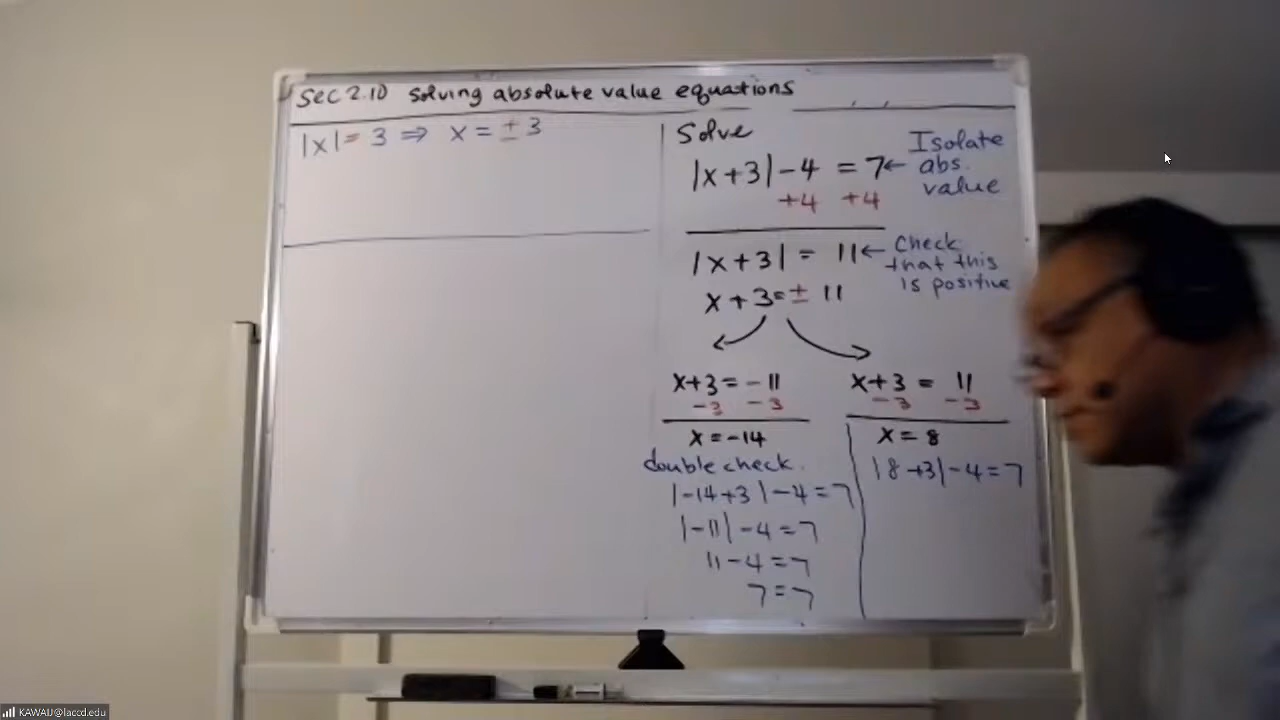 Sec 2.10 solving absolute value equations
|x| = 3 ⇒ x = ± 3
Solve
|x+3| - 4 = 7 ← Isolate abs. value
+4 +4
|x+3| = 11 ← Check that this is positive
x + 3 = ± 11
x+3 = -11
-3 -3
x = -14
double check.
|-14+3| - 4 = 7
|-11| - 4 = 7
11 - 4 = 7
7 = 7
x+3 = 11
-3 -3
x = 8
|8+3| - 4 = 7
KAWAIJ@laccd.edu